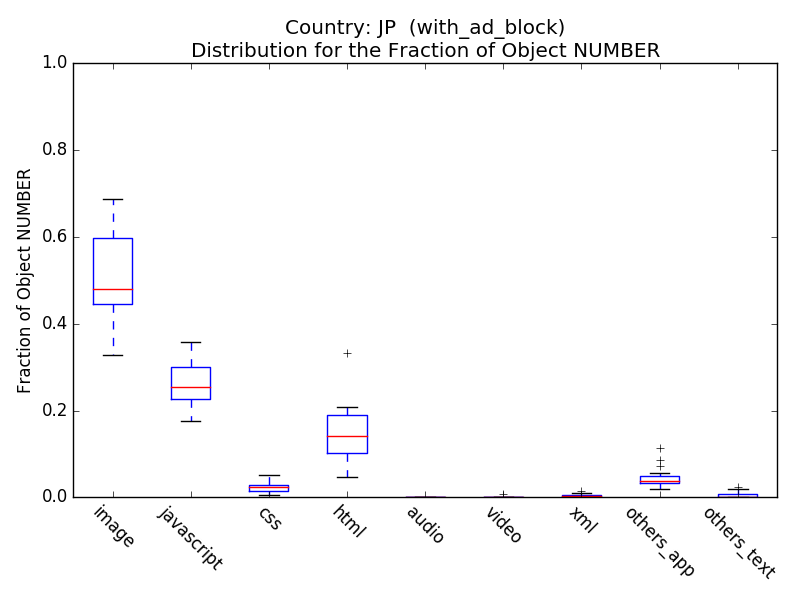 Country: JP  (with_ad_block)
Distribution for the Fraction of Object NUMBER
Fraction of Object NUMBER
1.0
0.8
0.6
0.4
0.2
0.0
image
javascript
css
html
audio
video
xml
others_app
others_text